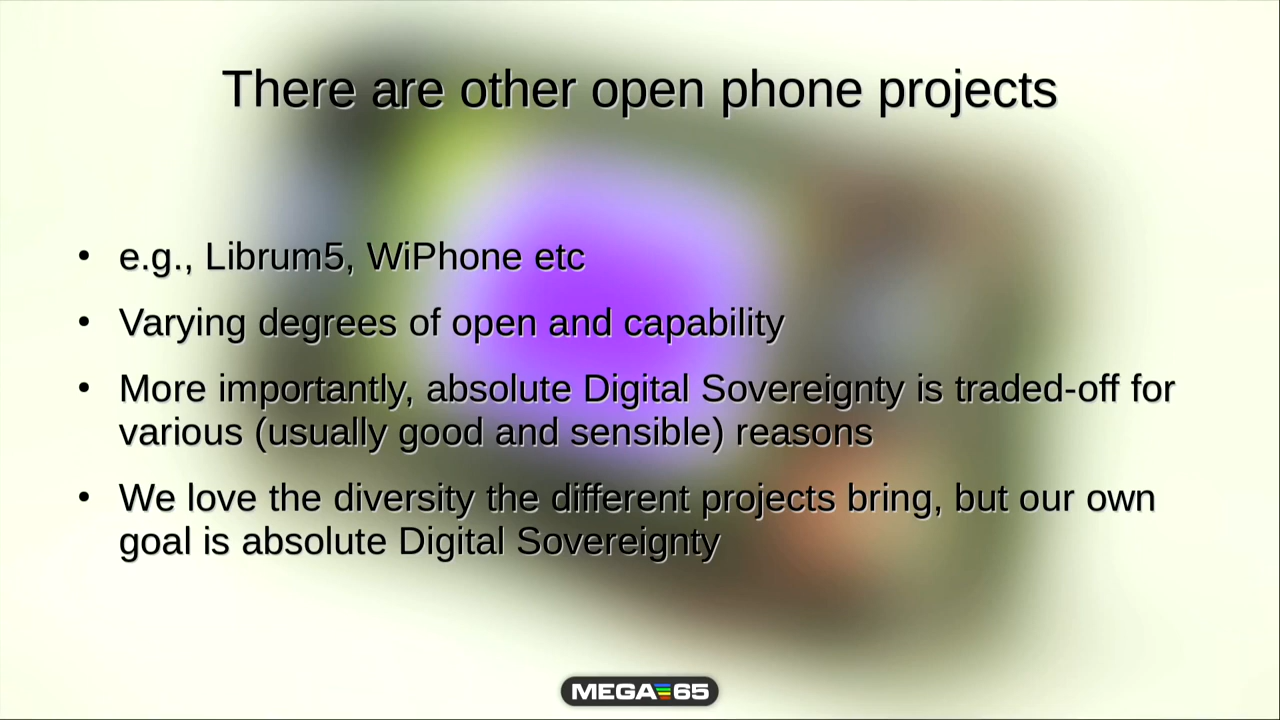 There are other open phone projects
• e.g., Librum5, WiPhone etc
• Varying degrees of open and capability
• More importantly, absolute Digital Sovereignty is traded-off for
various (usually good and sensible) reasons
• We love the diversity the different projects bring, but our own
goal is absolute Digital Sovereignty
MEGA65